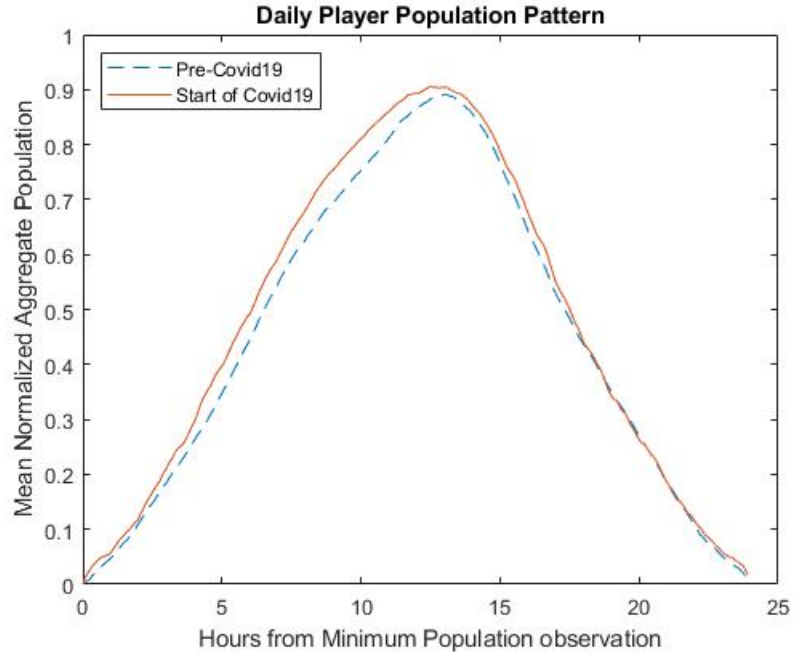 Daily Player Population Pattern
Pre-Covid19
Start of Covid19
Mean Normalized Aggregate Population
1
0.9
0.8
0.7
0.6
0.5
0.4
0.3
0.2
0.1
0
0 5 10 15 20 25
Hours from Minimum Population observation